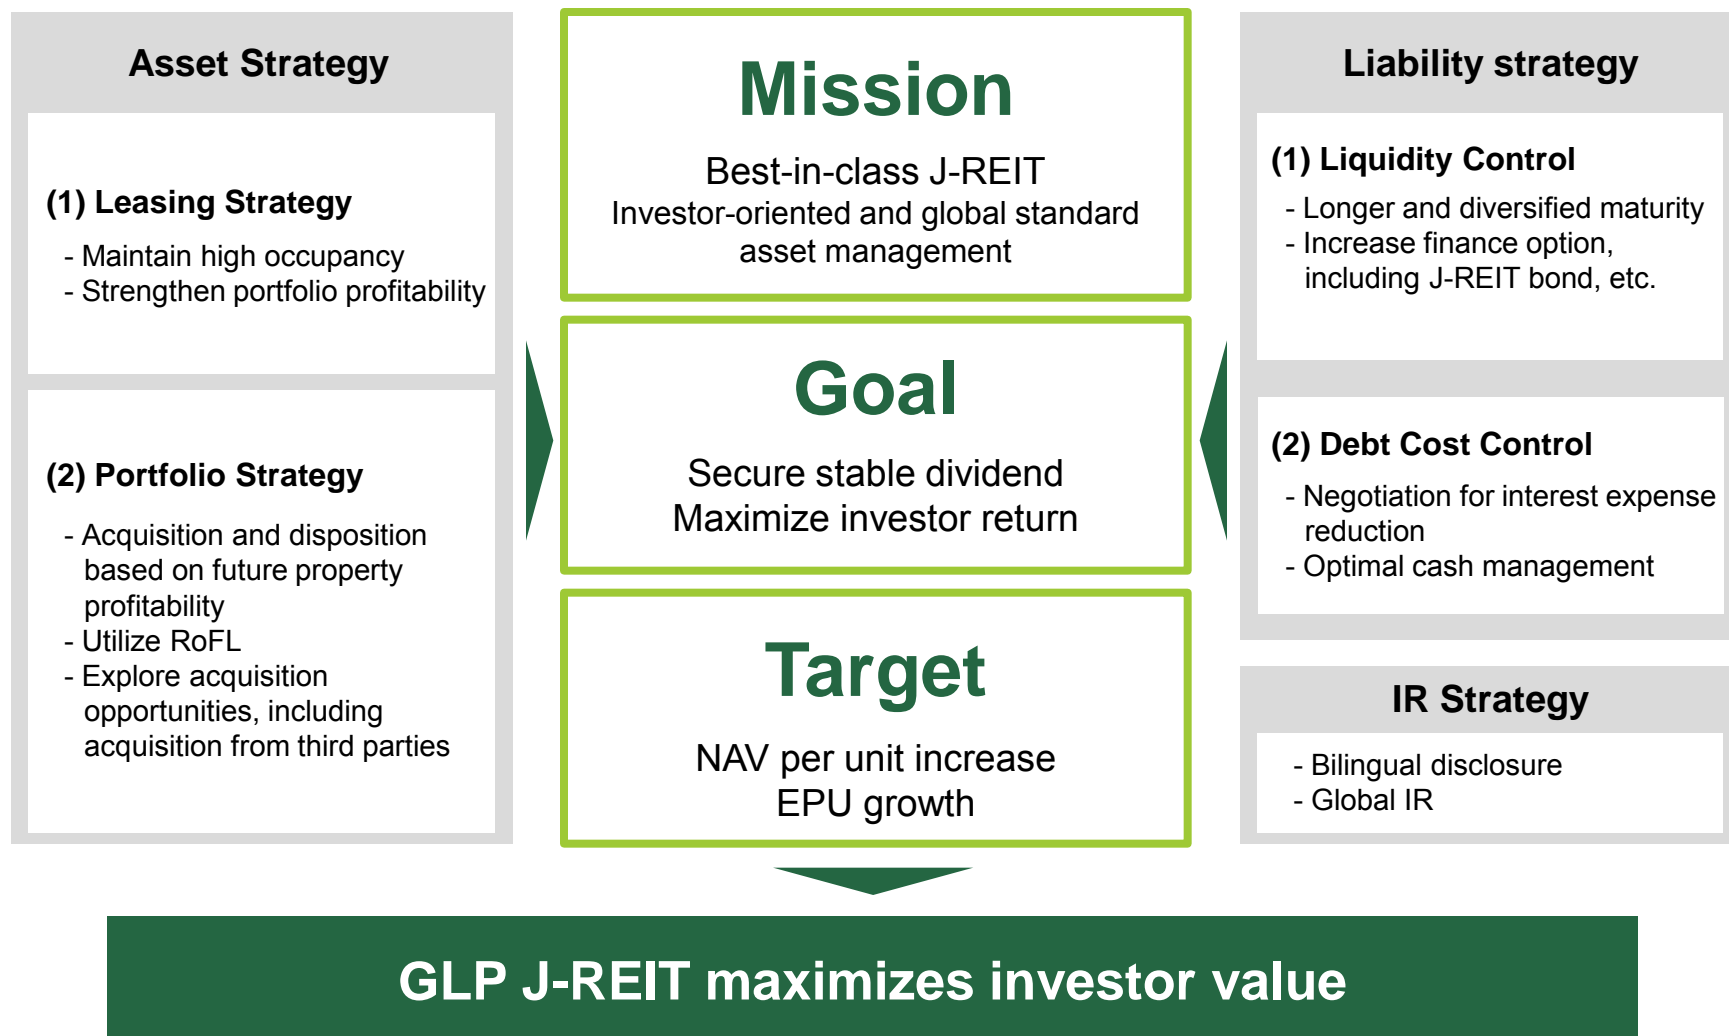 Asset Strategy
(1) Leasing Strategy
- Maintain high occupancy
- Strengthen portfolio profitability
(2) Portfolio Strategy
- Acquisition and disposition
based on future property
profitability
- Utilize RoFL
- Explore acquisition
opportunities, including
acquisition from third parties
Mission
Best-in-class J-REIT
Investor-oriented and global standard
asset management
Goal
Secure stable dividend
Maximize investor return
Target
NAV per unit increase
EPU growth
Liability strategy
(1) Liquidity Control
- Longer and diversified maturity
- Increase finance option,
including J-REIT bond, etc.
(2) Debt Cost Control
- Negotiation for interest expense
reduction
- Optimal cash management
IR Strategy
- Bilingual disclosure
- Global IR
GLP J-REIT maximizes investor value